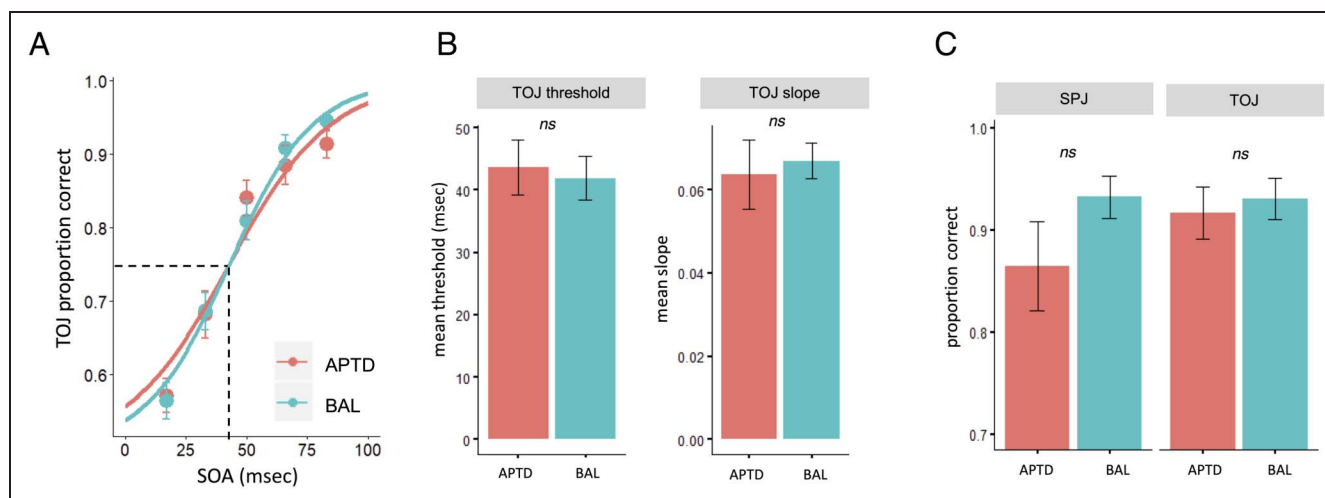 A
TOJ proportion correct
1.0
0.9
0.8
0.7
0.6
0
25
50
75
100
SOA (msec)
APTD
BAL
B
TOJ threshold
ns
mean threshold (msec)
50
40
30
20
10
0
APTD
BAL
TOJ slope
ns
mean slope
0.06
0.04
0.02
0.00
APTD
BAL
C
SPJ
TOJ
ns
ns
proportion correct
1.0
0.9
0.8
0.7
APTD
BAL
APTD
BAL